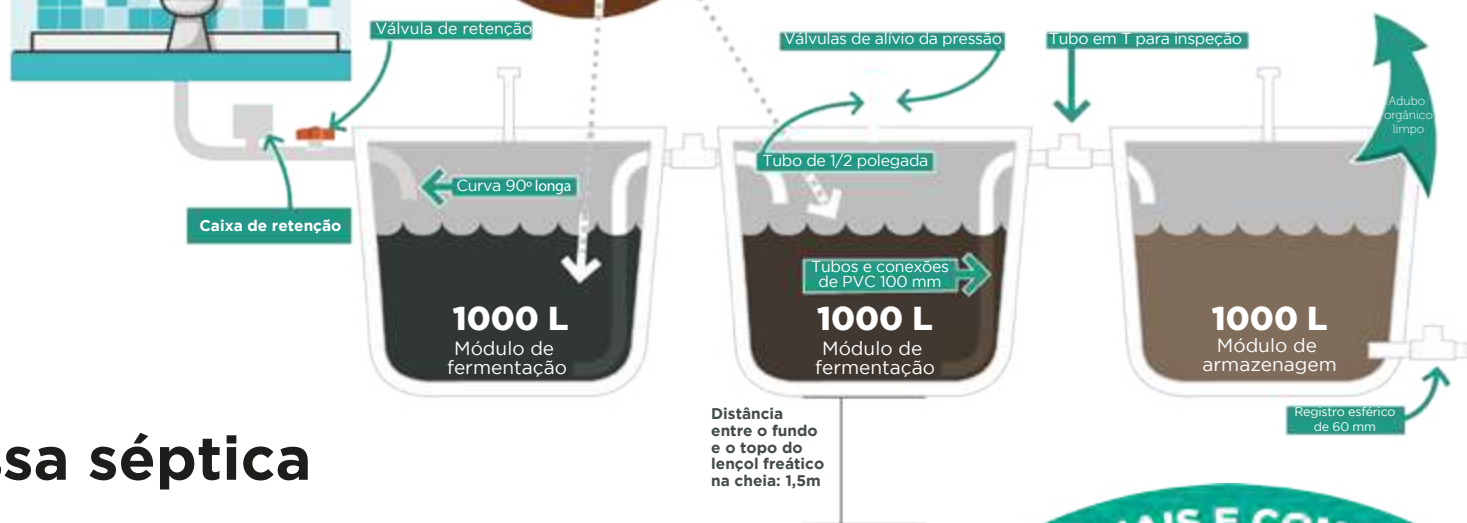 Válvula de retenção
Válvulas de alívio da pressão
Tubo em T para inspeção
Adubo
orgânico
limpo
Tubo de 1/2 polegada
Curva 90º longa
Caixa de retenção
Tubos e conexões
de PVC 100 mm
1000 L
Módulo de
fermentação
1000 L
Módulo de
fermentação
1000 L
Módulo de
armazenagem
Registro esférico
de 60 mm
Distância
entre o fundo
e o topo do
lençol freático
na cheia: 1,5m
ssa séptica